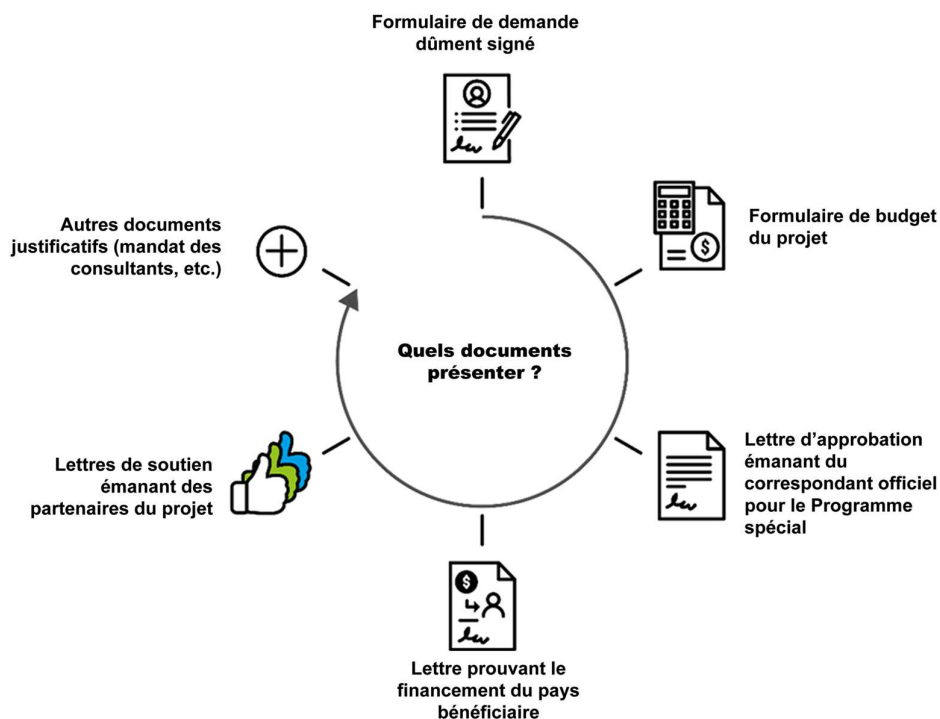 Formulaire de demande
dûment signé
Formulaire de budget
du projet
Lettre d’approbation
émanant du
correspondant officiel
pour le Programme
spécial
Lettre prouvant le
financement du pays
bénéficiaire
Lettres de soutien
émanant des
partenaires du projet
Autres documents
justificatifs (mandat des
consultants, etc.)
Quels documents
présenter ?